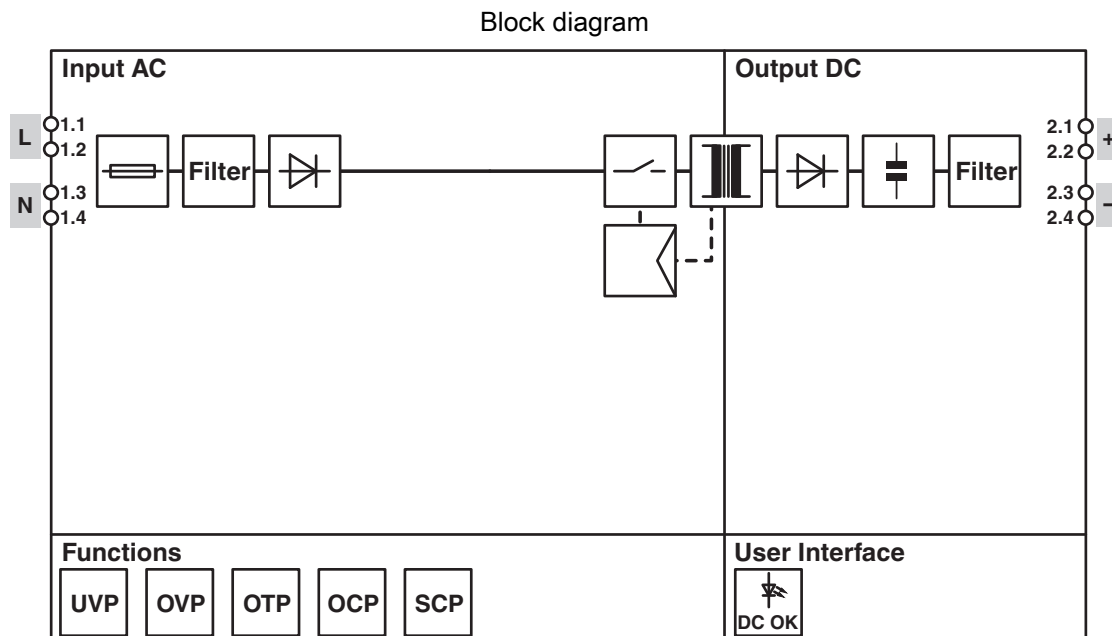 Block diagram
Input AC
Output DC
L
1.1
1.2
N
1.3
1.4
Filter
Filter
2.1
2.2
+
2.3
2.4
–
Functions
UVP
OVP
OTP
OCP
SCP
User Interface
DC OK